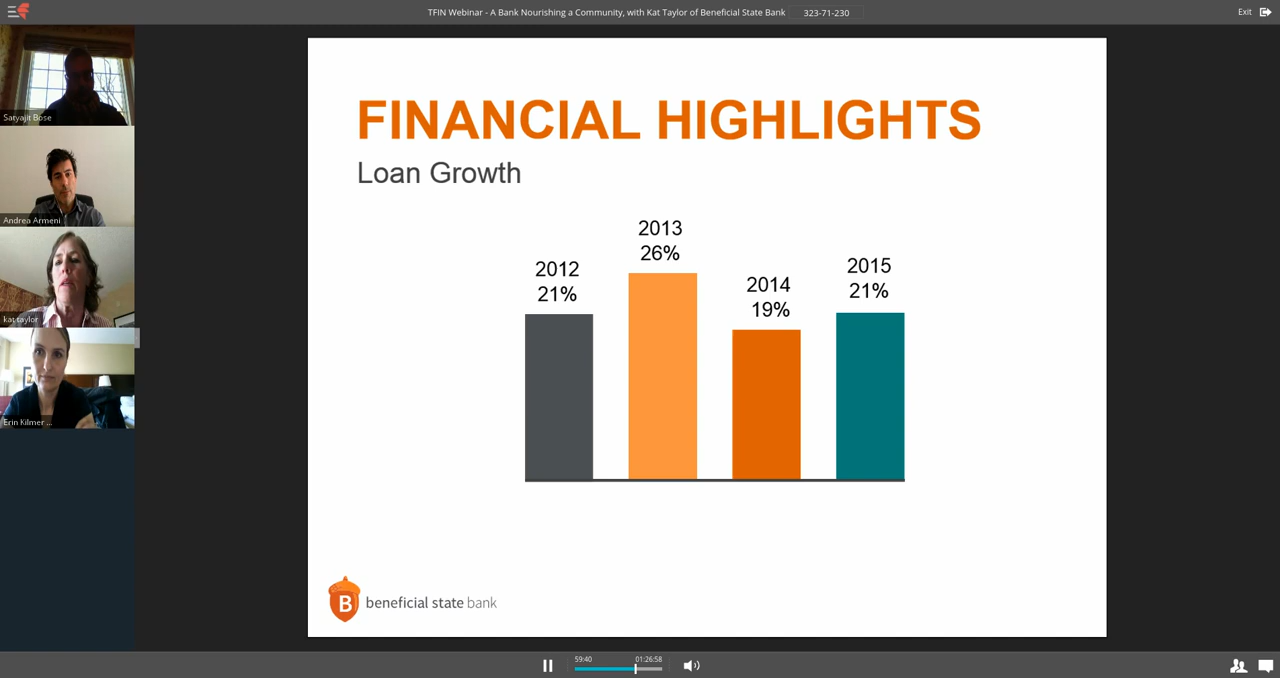 TFIN Webinar - A Bank Nourishing a Community, with Kat Taylor of Beneficial State Bank
323-71-230
Exit
Satyajit Bose
Andrea Armeni
kat taylor
Erin Kilmer ...
FINANCIAL HIGHLIGHTS
Loan Growth
2012
21%
2013
26%
2014
19%
2015
21%
B
beneficial state bank
59:40
01:26:58